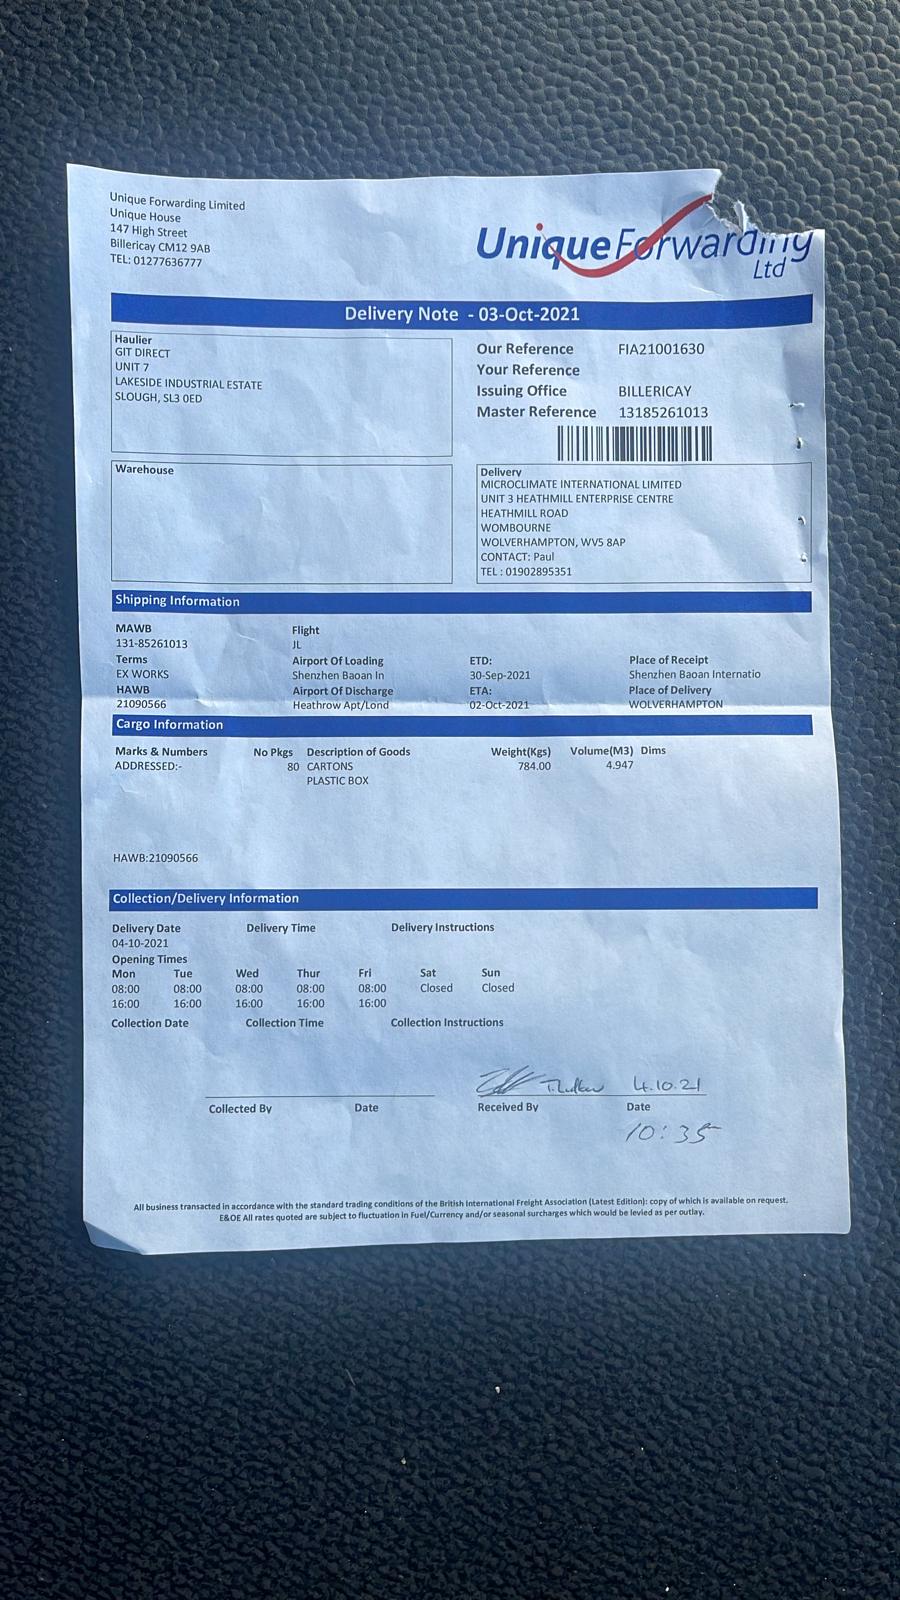 Unique Forwarding Limited
Unique House
147 High Street
Billericay CM12 9AB
TEL: 01277636777
UniqueForwarding
Ltd
Delivery Note - 03-Oct-2021
Haulier
GIT DIRECT
UNIT 7
LAKESIDE INDUSTRIAL ESTATE
SLOUGH, SL3 0ED
Our Reference FIA21001630
Your Reference
Issuing Office BILLERICAY
Master Reference 13185261013
Warehouse
Delivery
MICROCLIMATE INTERNATIONAL LIMITED
UNIT 3 HEATHMILL ENTERPRISE CENTRE
HEATHMILL ROAD
WOMBOURNE
WOLVERHAMPTON, WV5 8AP
CONTACT: Paul
TEL : 01902895351
Shipping Information
MAWB Flight
131-85261013 JL
Terms Airport Of Loading ETD: Place of Receipt
EX WORKS Shenzhen Baoan In 30-Sep-2021 Shenzhen Baoan Internatio
HAWB Airport Of Discharge ETA: Place of Delivery
21090566 Heathrow Apt/Lond 02-Oct-2021 WOLVERHAMPTON
Cargo Information
Marks & Numbers No Pkgs Description of Goods Weight(Kgs) Volume(M3) Dims
ADDRESSED:- 80 CARTONS 784.00 4.947
PLASTIC BOX
HAWB:21090566
Collection/Delivery Information
Delivery Date Delivery Time Delivery Instructions
04-10-2021
Opening Times
Mon Tue Wed Thur Fri Sat Sun
08:00 08:00 08:00 08:00 08:00 Closed Closed
16:00 16:00 16:00 16:00 16:00
Collection Date Collection Time Collection Instructions
4.10.21
Collected By Date Received By Date
10:35
All business transacted in accordance with the standard trading conditions of the British International Freight Association (Latest Edition): copy of which is available on request.
E&OE All rates quoted are subject to fluctuation in Fuel/Currency and/or seasonal surcharges which would be levied as per outlay.